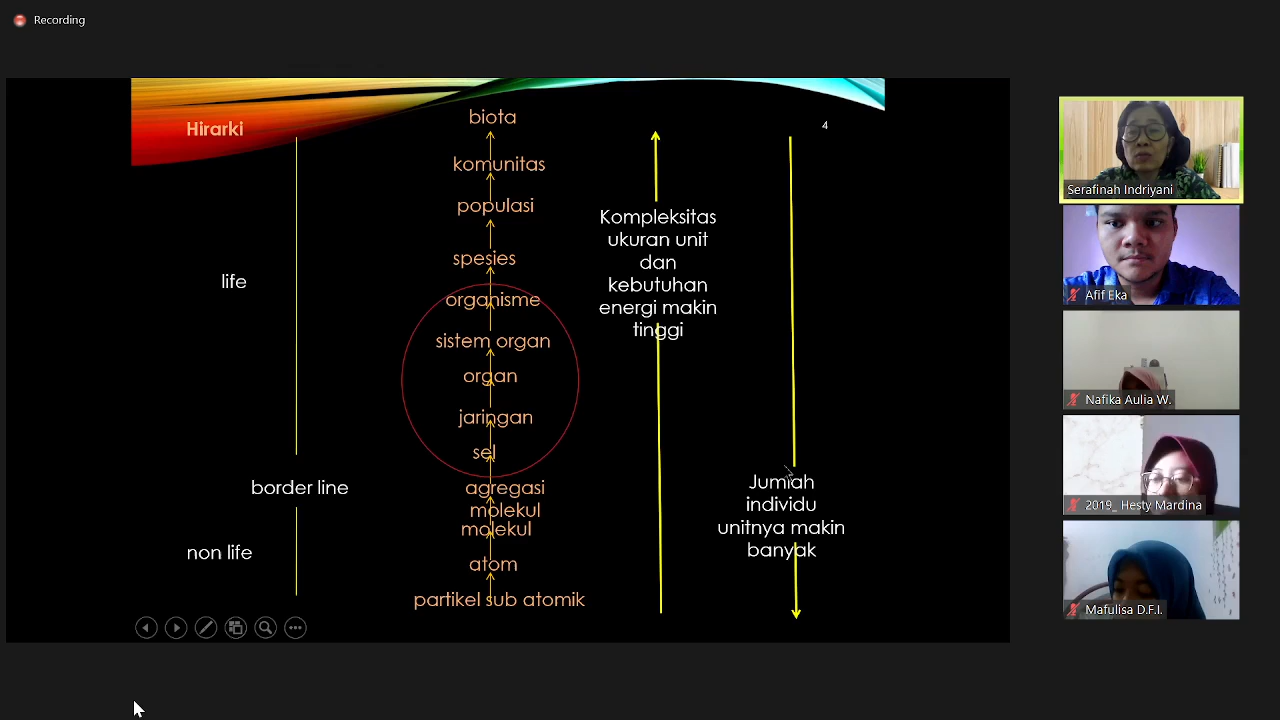 Recording
Hirarki
4
biota
komunitas
populasi
spesies
organisme
sistem organ
organ
jaringan
sel
agregasi
molekul
molekul
atom
partikel sub atomik
life
border line
non life
Kompleksitas
ukuran unit
dan
kebutuhan
energi makin
tinggi
Jumlah
individu
unitnya makin
banyak
Serafinah Indriyani
Afif Eka
Nafika Aulia W.
2019_ Hesty Mardina
Mafulisa D.F.I.